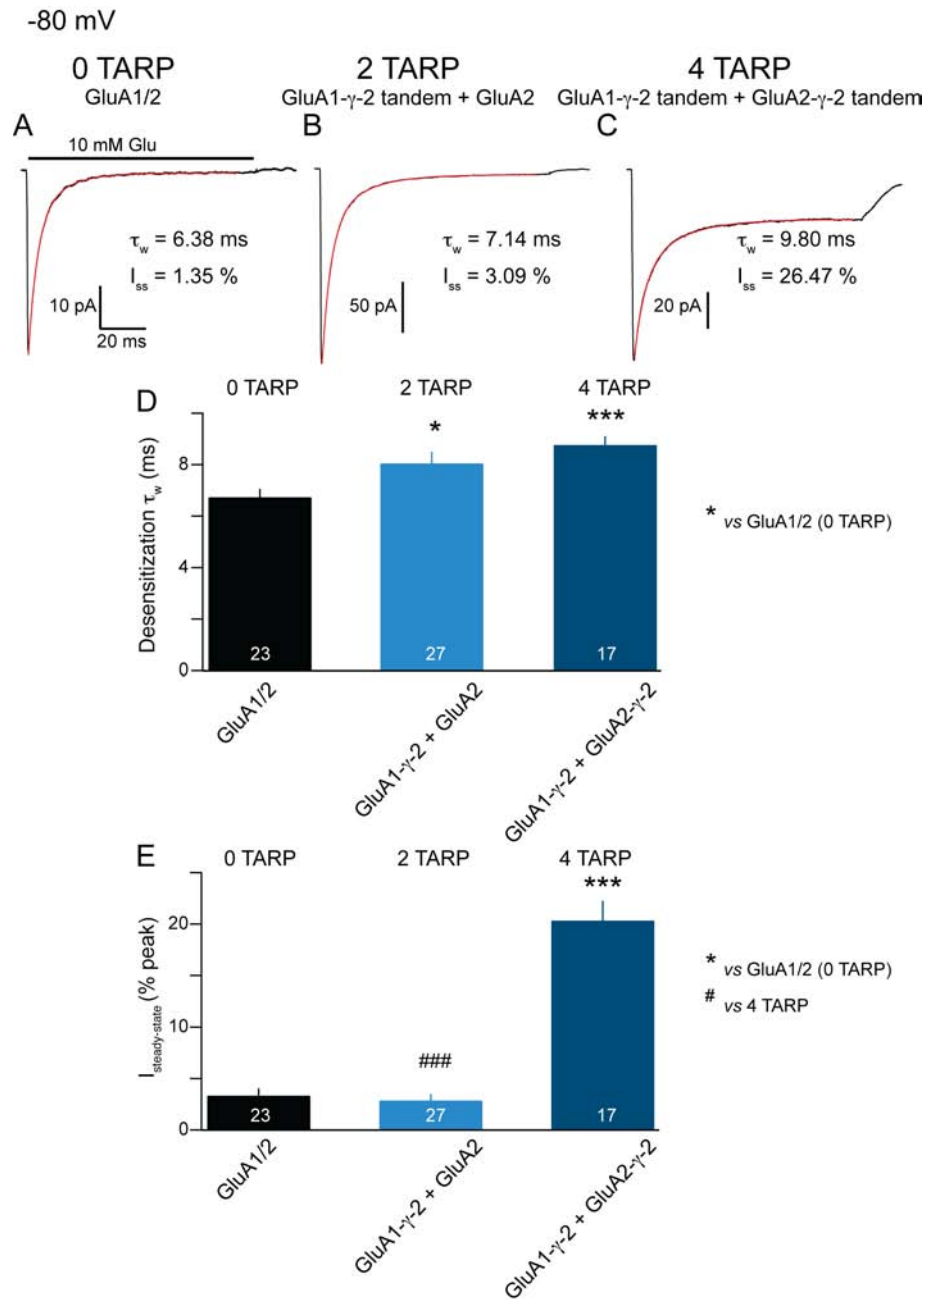 -80 mV
0 TARP
GluA1/2
2 TARP
GluA1-γ-2 tandem + GluA2
4 TARP
GluA1-γ-2 tandem + GluA2-γ-2 tandem
A
10 mM Glu
τw = 6.38 ms
Iss = 1.35 %
10 pA
20 ms
B
τw = 7.14 ms
Iss = 3.09 %
50 pA
C
τw = 9.80 ms
Iss = 26.47 %
20 pA
D
0 TARP
2 TARP
4 TARP
*
***
Desensitization τw (ms)
8
4
0
23
27
17
GluA1/2
GluA1-γ-2 + GluA2
GluA1-γ-2 + GluA2-γ-2
* vs GluA1/2 (0 TARP)
E
0 TARP
2 TARP
4 TARP
***
###
Isteady-state (% peak)
20
10
0
23
27
17
GluA1/2
GluA1-γ-2 + GluA2
GluA1-γ-2 + GluA2-γ-2
* vs GluA1/2 (0 TARP)
# vs 4 TARP